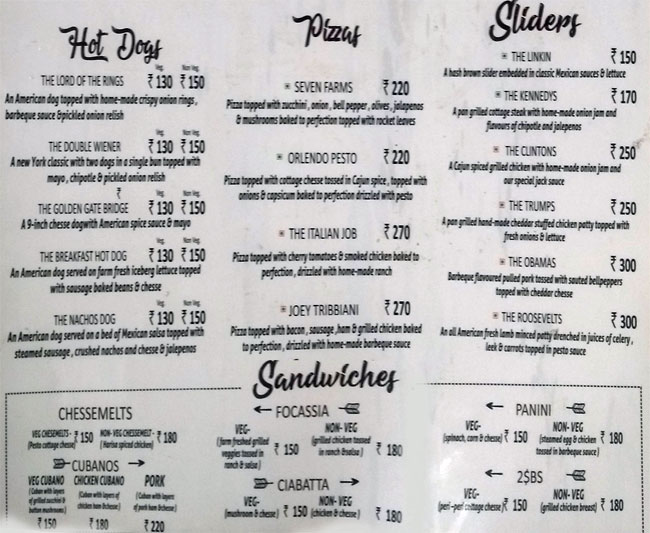 Hot Dogs
Veg. Non Veg.
THE LORD OF THE RINGS ₹ 130 ₹ 150
An American dog topped with home-made crispy onion rings ,
barbeque sauce &pickled onion relish
Veg. Non Veg.
THE DOUBLE WIENER ₹ 130 ₹ 150
A new York classic with two dogs in a single bun topped with
mayo , chipotle & pickled onion relish
₹
Veg. Non Veg.
THE GOLDEN GATE BRIDGE ₹ 130 ₹ 150
A 9-inch chesse dogwith American spice sauce & mayo
Veg. Non Veg.
THE BREAKFAST HOT DOG ₹ 130 ₹ 150
An American dog served on farm fresh iceberg lettuce topped
with sausage baked beans & chesse
Veg. Non Veg.
THE NACHOS DOG ₹ 130 ₹ 150
An American dog served on a bed of Mexican salsa topped with
steamed sausage , crushed nachos and chesse & jalepenos
Pizzas
SEVEN FARMS ₹ 220
Pizza topped with zucchini , onion , bell pepper , olives , jalapenos
& mushrooms baked to perfection topped with rocket leaves
ORLENDO PESTO ₹ 220
Pizza topped with cottage chesse tossed in Cajun spice , topped with
onions & capsicum baked to perfection drizzled with pesto
THE ITALIAN JOB ₹ 270
Pizza topped with cherry tomatoes & smoked chicken baked to
perfection , drizzled with home-made ranch
JOEY TRIBBIANI ₹ 270
Pizza topped with bacon , sausage ,ham & grilled chicken baked
to perfection , drizzled with home-made barbeque sauce
Sliders
THE LINKIN ₹ 150
A hash brown slider embedded in classic Mexican sauces & lettuce
THE KENNEDYS ₹ 170
A pan grilled cottage steak with home-made onion jam and
flavours of chipotle and jalepenos
THE CLINTONS ₹ 250
A Cajun spiced grilled chicken with home-made onion jam and
our special jack sauce
THE TRUMPS ₹ 250
A pan grilled hand-made cheddar stuffed chicken patty topped with
fresh onions & lettuce
THE OBAMAS ₹ 300
Barbeque flavoured pulled pork tossed with sauted bellpeppers
topped with cheddar chesse
THE ROOSEVELTS ₹ 300
An all American fresh lamb minced patty drenched in juices of celery ,
leek & carrots tapped in pesto sauce
Sandwiches
CHESSEMELTS
VEG CHESEMELTS - ₹ 150 NON- VEG CHESSEMELT - ₹ 180
(Pesto cottage chesse) ( Harisa spiced chicken)
CUBANOS
VEG CUBANO CHICKEN CUBANO PORK
( Cuban with layers (Cuban with layers of ( Cuban with layers
of grilled zucchini & chicken ham &chesse ) of pork ham &chesse )
button mushrooms)
₹ 150 ₹ 180 ₹ 220
FOCASSIA
VEG- NON- VEG
(farm freshed grilled (grilled chicken tossed
veggies tossed in ₹ 150 in ranch &salsa ) ₹ 180
ranch & salsa )
CIABATTA
VEG- NON- VEG
(mushroom & chesse ) ₹ 150 (chicken & chesse ) ₹ 180
PANINI
VEG- NON- VEG
(spinach, corn & chesse) ₹ 150 (steamed egg & chicken ₹ 180
tossed in barbeque sauce )
2$BS
VEG- NON- VEG
(peri -peri cottage chesse ) ₹ 150 (grilled chicken breast) ₹ 180